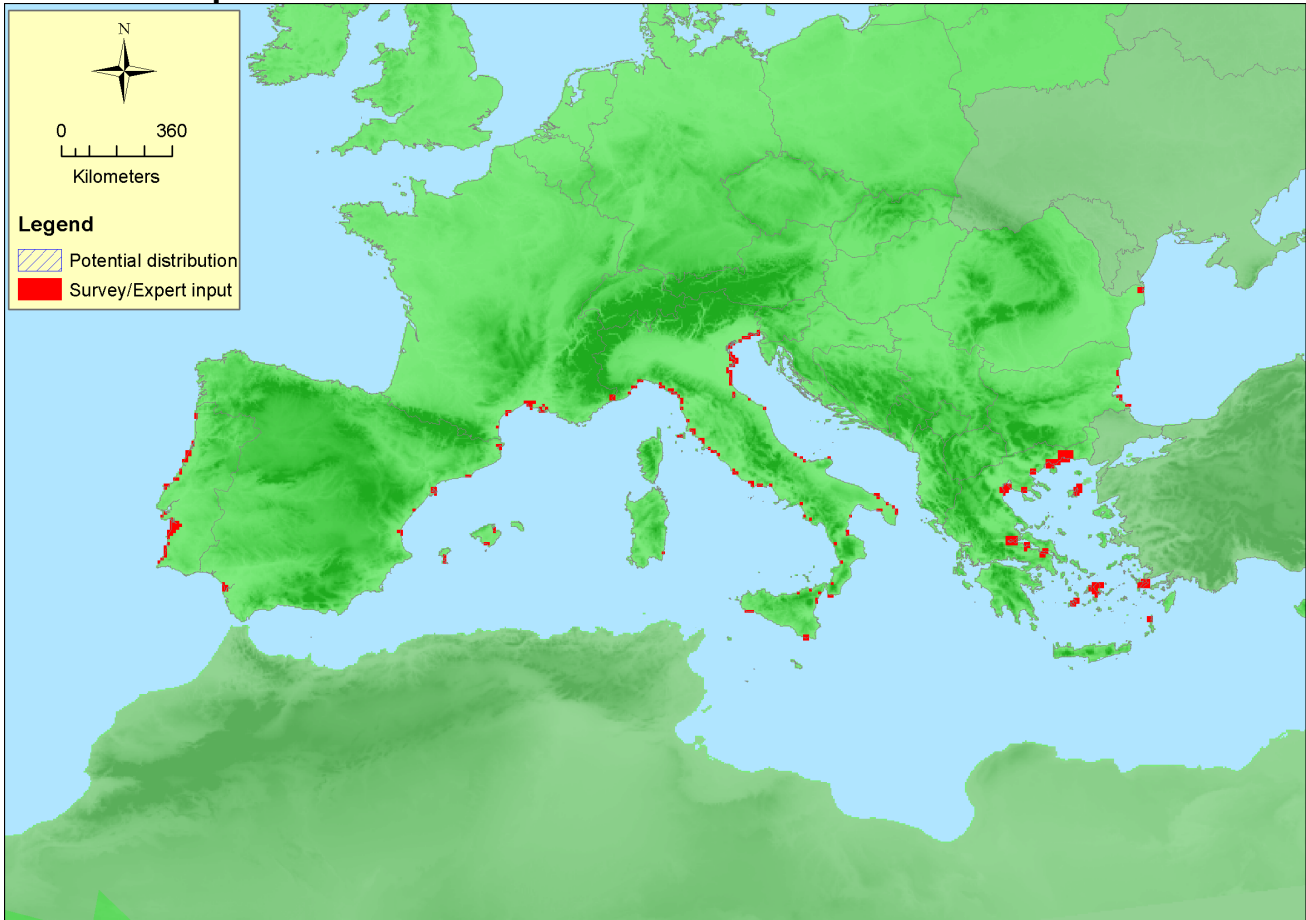 N
0 360
Kilometers
Legend
Potential distribution
Survey/Expert input